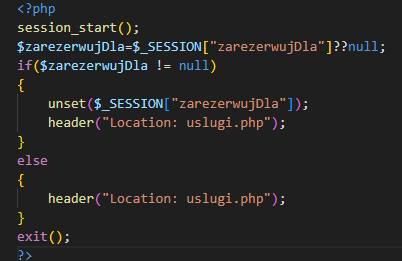 <?php
session_start();
$zarezerwujDla=$_SESSION["zarezerwujDla"]??null;
if($zarezerwujDla != null)
{
    unset($_SESSION["zarezerwujDla"]);
    header("Location: uslugi.php");
}
else
{
    header("Location: uslugi.php");
}
exit();
?>